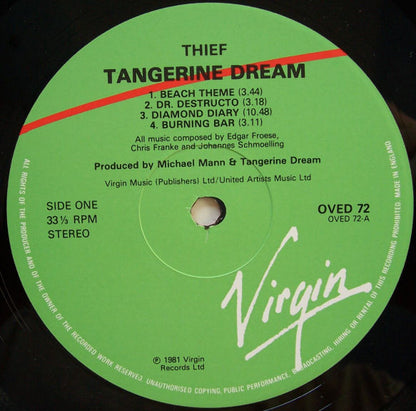 THIEF
TANGERINE DREAM
1. BEACH THEME (3.44)
2. DR. DESTRUCTO (3.18)
3. DIAMOND DIARY (10.48)
4. BURNING BAR (3.11)
All music composed by Edgar Froese,
Chris Franke and Johannes Schmoelling
Produced by Michael Mann & Tangerine Dream
Virgin Music (Publishers) Ltd/United Artists Music Ltd
SIDE ONE
33⅓ RPM
STEREO
OVED 72
OVED 72-A
Virgin
℗ 1981 Virgin
Records Ltd
ALL RIGHTS OF THE PRODUCER AND OF THE OWNER OF THE RECORDED WORK RESERVED. UNAUTHORISED COPYING, PUBLIC PERFORMANCE, BROADCASTING, HIRING OR RENTAL OF THIS RECORDING PROHIBITED. MADE IN ENGLAND.